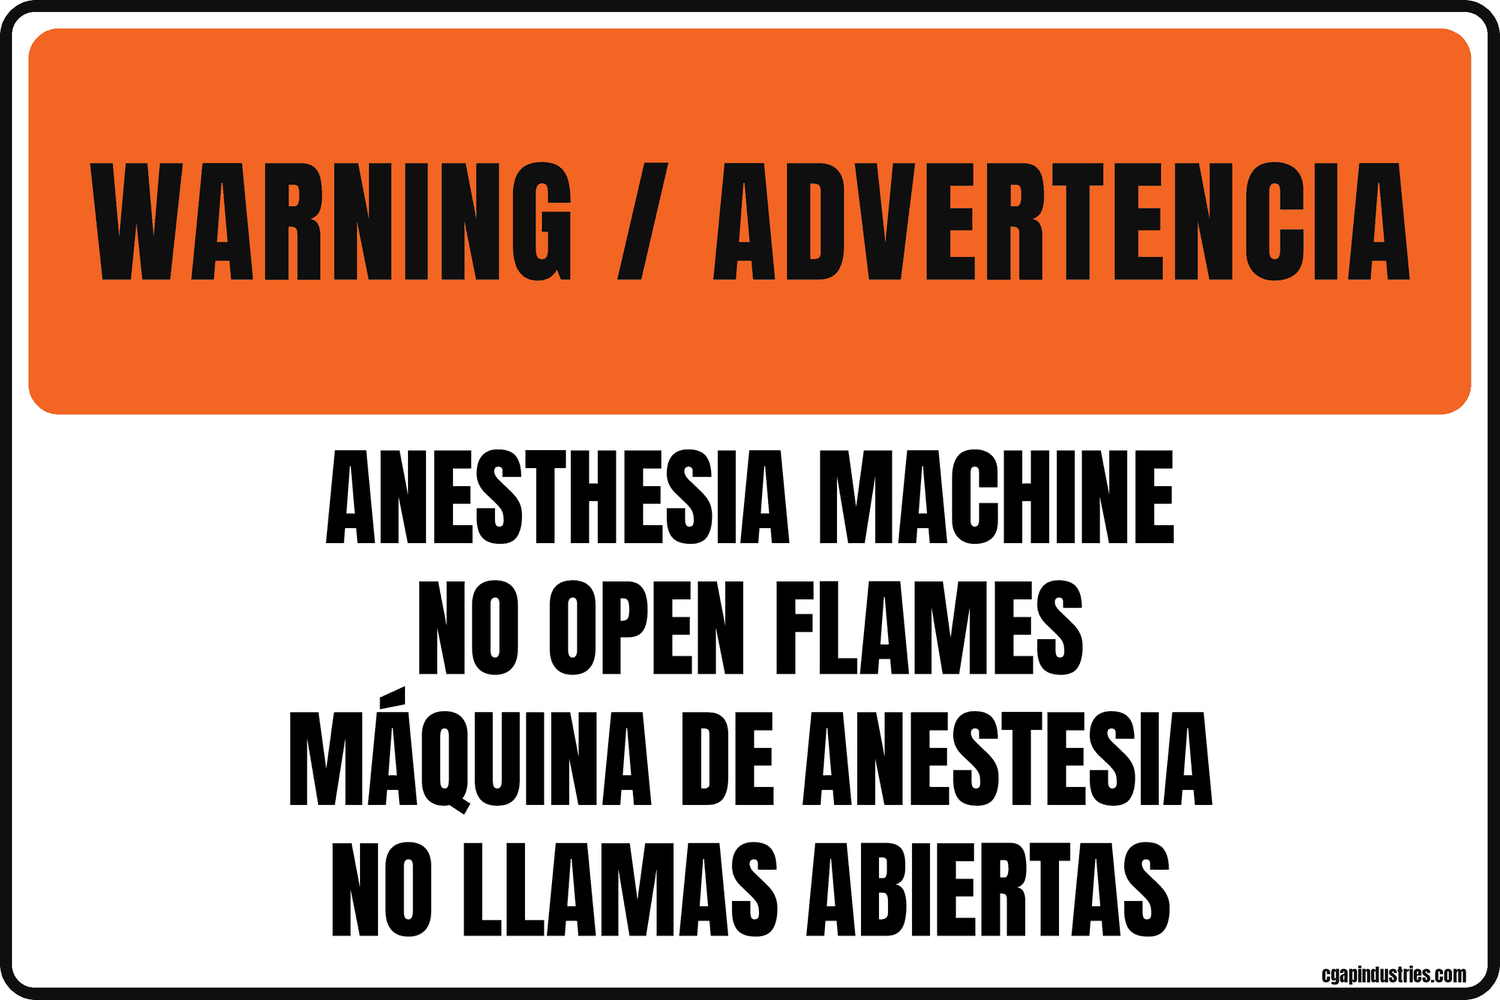 WARNING / ADVERTENCIA
ANESTHESIA MACHINE
NO OPEN FLAMES
MÁQUINA DE ANESTESIA
NO LLAMAS ABIERTAS
cgapindustries.com